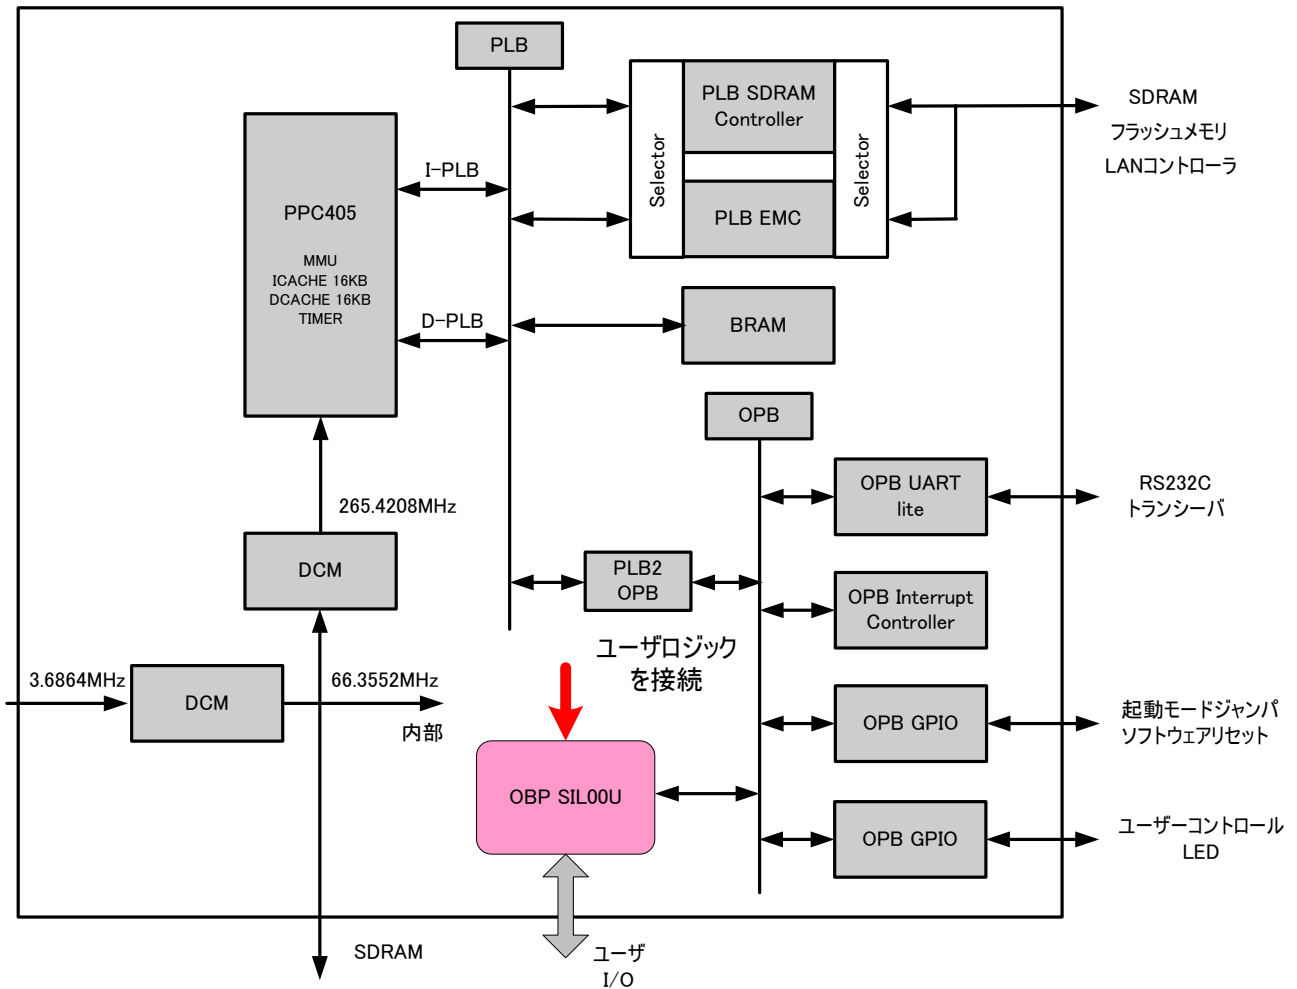 PLB
PLB SDRAM
Controller
Selector
Selector
PLB EMC
SDRAM
フラッシュメモリ
LANコントローラ
I-PLB
PPC405
MMU
ICACHE 16KB
DCACHE 16KB
TIMER
D-PLB
BRAM
OPB
265.4208MHz
OPB UART
lite
RS232C
トランシーバ
DCM
PLB2
OPB
OPB Interrupt
Controller
ユーザロジック
を接続
3.6864MHz
DCM
66.3552MHz
内部
OPB GPIO
起動モードジャンパ
ソフトウェアリセット
OBP SIL00U
OPB GPIO
ユーザーコントロール
LED
SDRAM
ユーザ
I/O